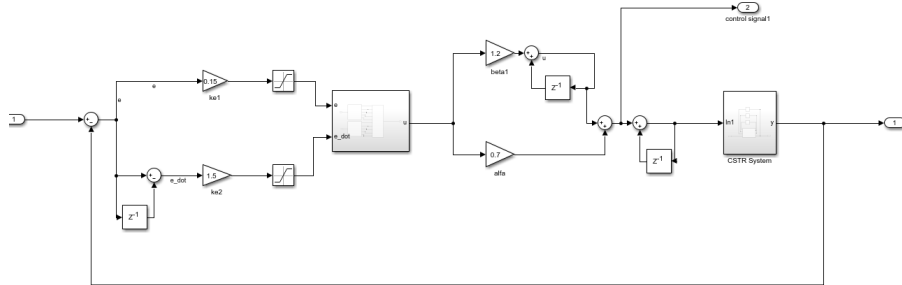 2
control signal1
1.2
beta1
u
e
0.15
ke1
e
z-1
1
+
-
e
u
e_dot
+
+
+
+
+
+
In1
y
1
CSTR System
0.7
alfa
z-1
+
-
e_dot
1.5
ke2
z-1